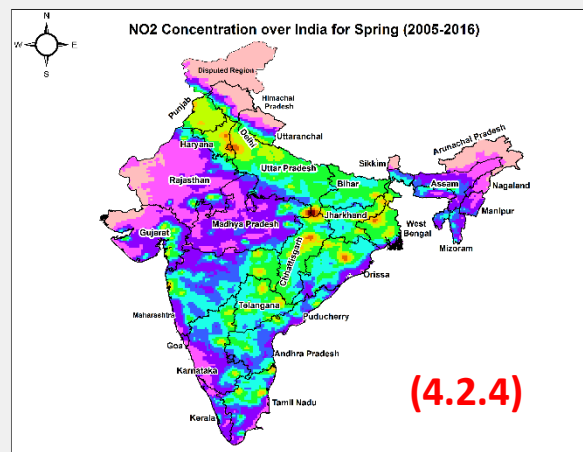 N
W E
S
NO2 Concentration over India for Spring (2005-2016)
Disputed Region
Himachal
Pradesh
Punjab
Uttaranchal
Haryana
Delhi
Arunachal Pradesh
Sikkim
Uttar Pradesh
Rajasthan
Bihar
Assam
Nagaland
Manipur
Jharkhand
Madhya Pradesh
Gujarat
West
Bengal
Mizoram
Chhattisgarh
Orissa
Telangana
Maharashtra
Puducherry
Goa
Andhra Pradesh
Karnataka
(4.2.4)
Tamil Nadu
Kerala